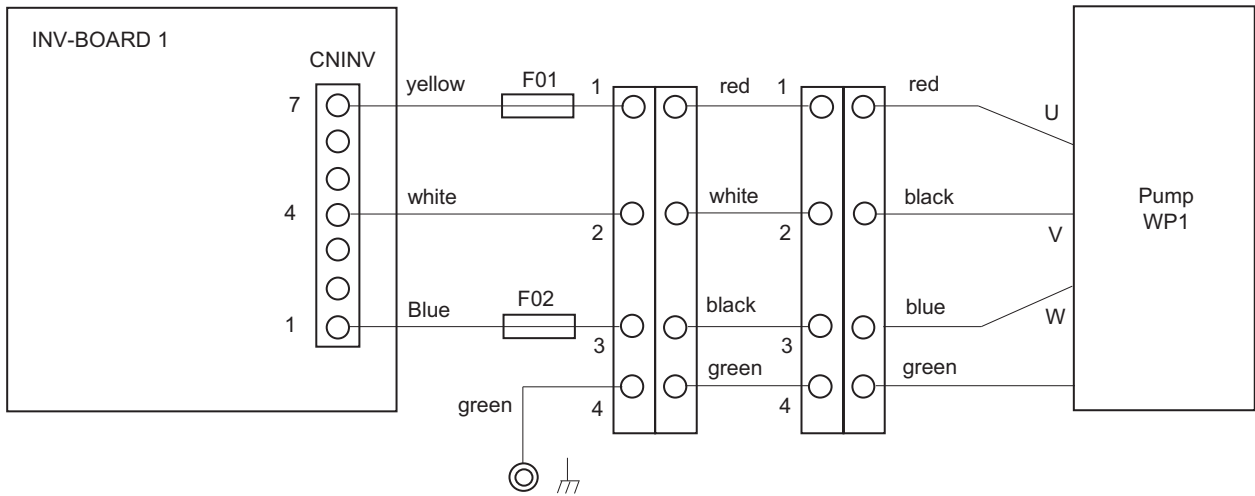 INV-BOARD 1
CNINV
7
4
1
yellow
F01
white
Blue
F02
green
1
2
3
4
red
white
black
green
1
2
3
4
red
black
blue
green
U
V
W
Pump
WP1